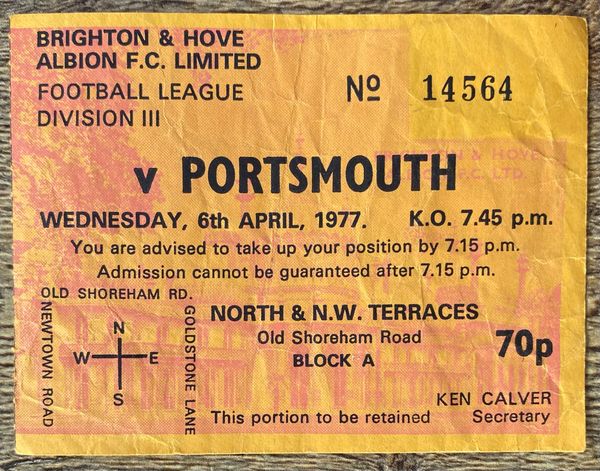 BRIGHTON & HOVE
ALBION F.C. LIMITED
FOOTBALL LEAGUE
DIVISION III
Nº 14564
BRIGHTON & HOVE
ALBION F.C. LTD.
v PORTSMOUTH
WEDNESDAY, 6th APRIL, 1977. K.O. 7.45 p.m.
You are advised to take up your position by 7.15 p.m.
Admission cannot be guaranteed after 7.15 p.m.
OLD SHOREHAM RD.
NEWTOWN ROAD
GOLDSTONE LANE
N
W E
S
NORTH & N.W. TERRACES
Old Shoreham Road
BLOCK A
70p
KEN CALVER
Secretary
This portion to be retained